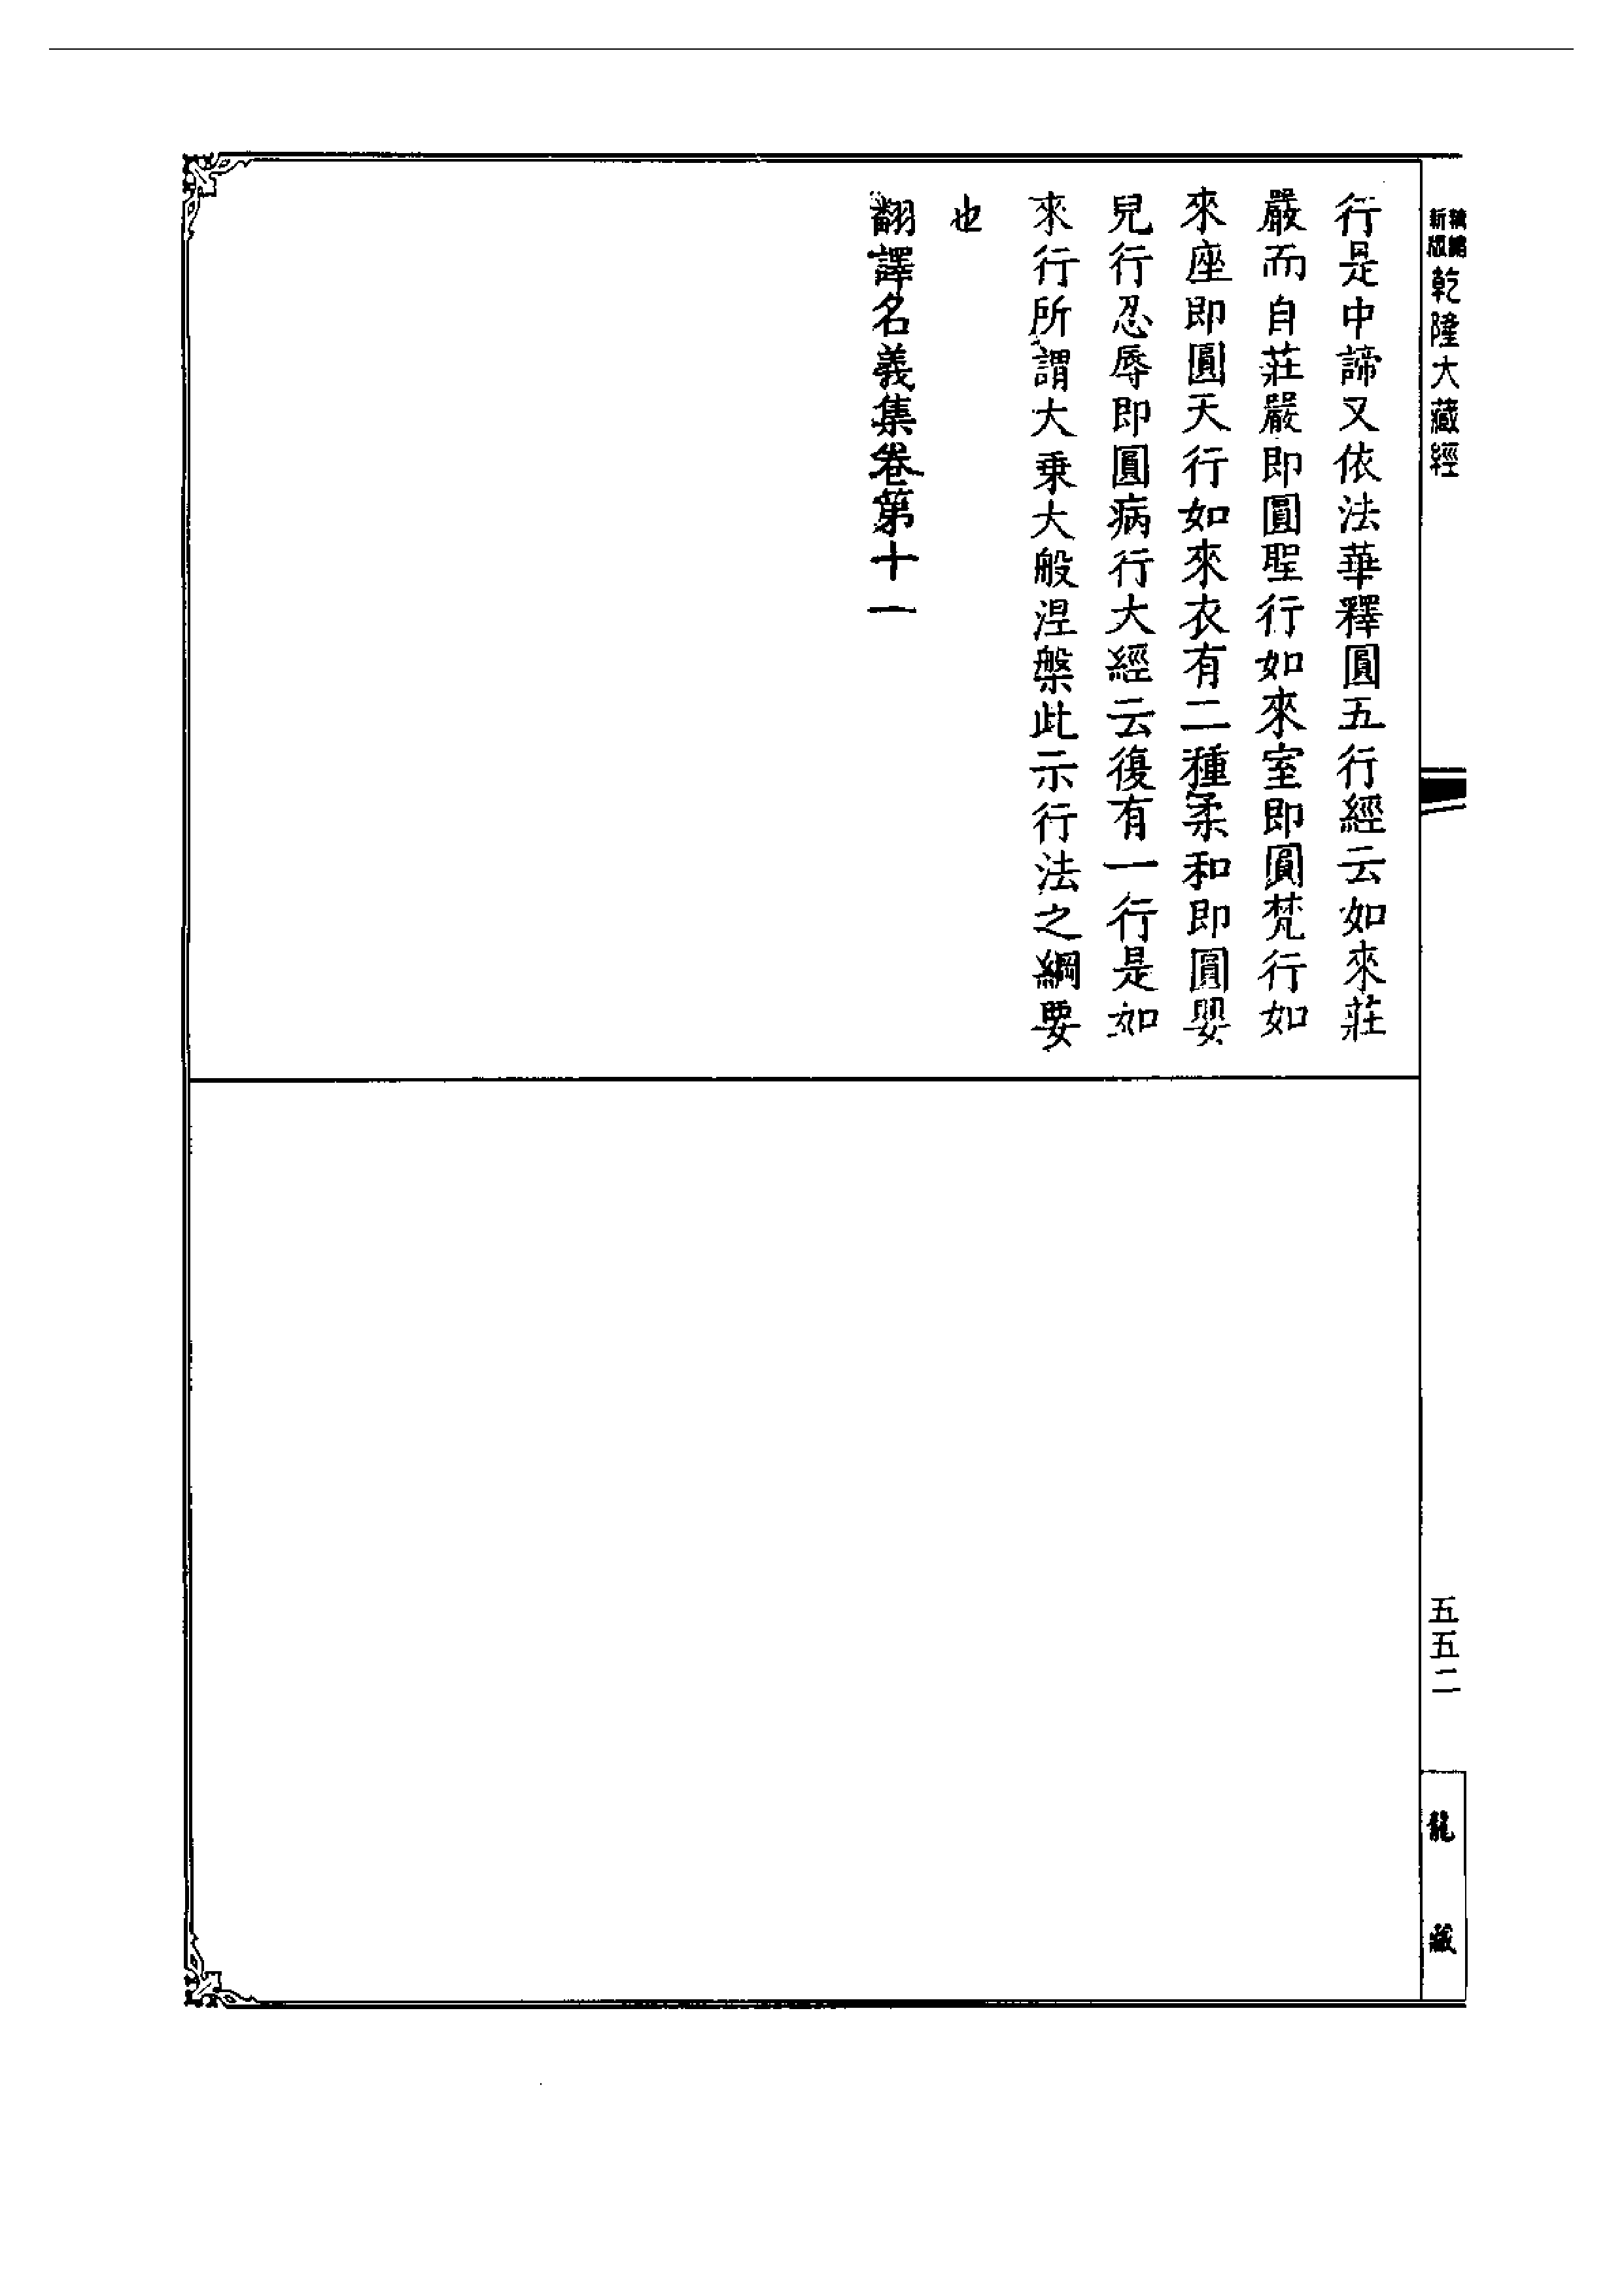 新編縮版乾隆大藏經
行是中諦又依法華釋圓五行經云如來莊
嚴而自莊嚴即圓聖行如來室即圓梵行如
來座即圓天行如來衣有二種柔和即圓嬰
兒行忍辱即圓病行大經云復有一行是如
來行所謂大乗大般涅槃此示行法之綱要
也
翻譯名義集卷第十一
五五二
龍藏